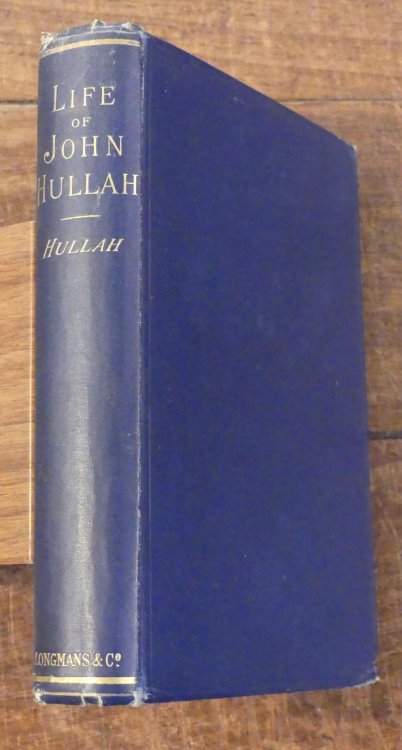 LIFE
OF
JOHN
HULLAH
HULLAH
LONGMANS & Cº